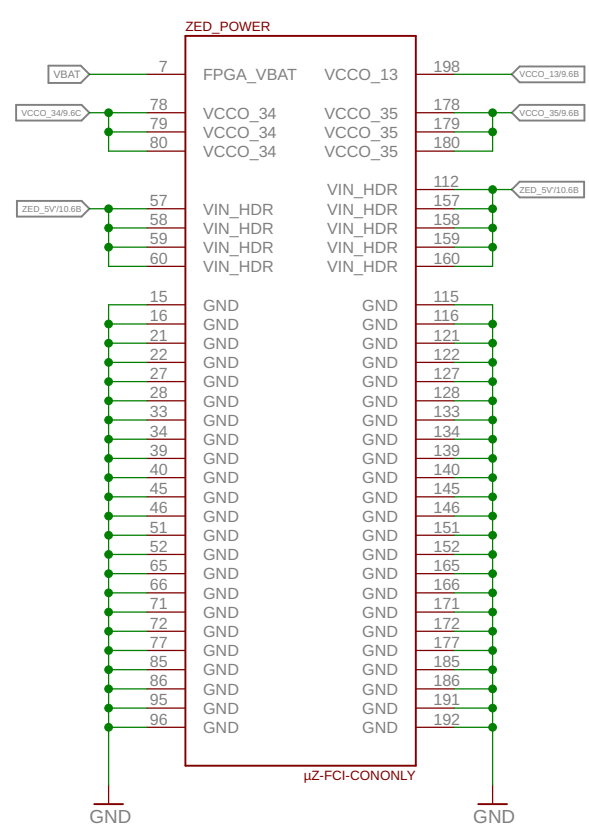 ZED_POWER
VBAT 7 FPGA_VBAT VCCO_13 198 VCCO_13/9.6B
VCCO_34/9.6C 78 VCCO_34 VCCO_35 178 VCCO_35/9.6B
79 VCCO_34 VCCO_35 179
80 VCCO_34 VCCO_35 180
VIN_HDR 112 ZED_5V'/10.6B
ZED_5V'/10.6B 57 VIN_HDR VIN_HDR 157
58 VIN_HDR VIN_HDR 158
59 VIN_HDR VIN_HDR 159
60 VIN_HDR VIN_HDR 160
15 GND GND 115
16 GND GND 116
21 GND GND 121
22 GND GND 122
27 GND GND 127
28 GND GND 128
33 GND GND 133
34 GND GND 134
39 GND GND 139
40 GND GND 140
45 GND GND 145
46 GND GND 146
51 GND GND 151
52 GND GND 152
65 GND GND 165
66 GND GND 166
71 GND GND 171
72 GND GND 172
77 GND GND 177
85 GND GND 185
86 GND GND 186
95 GND GND 191
96 GND GND 192
µZ-FCI-CONONLY
GND GND